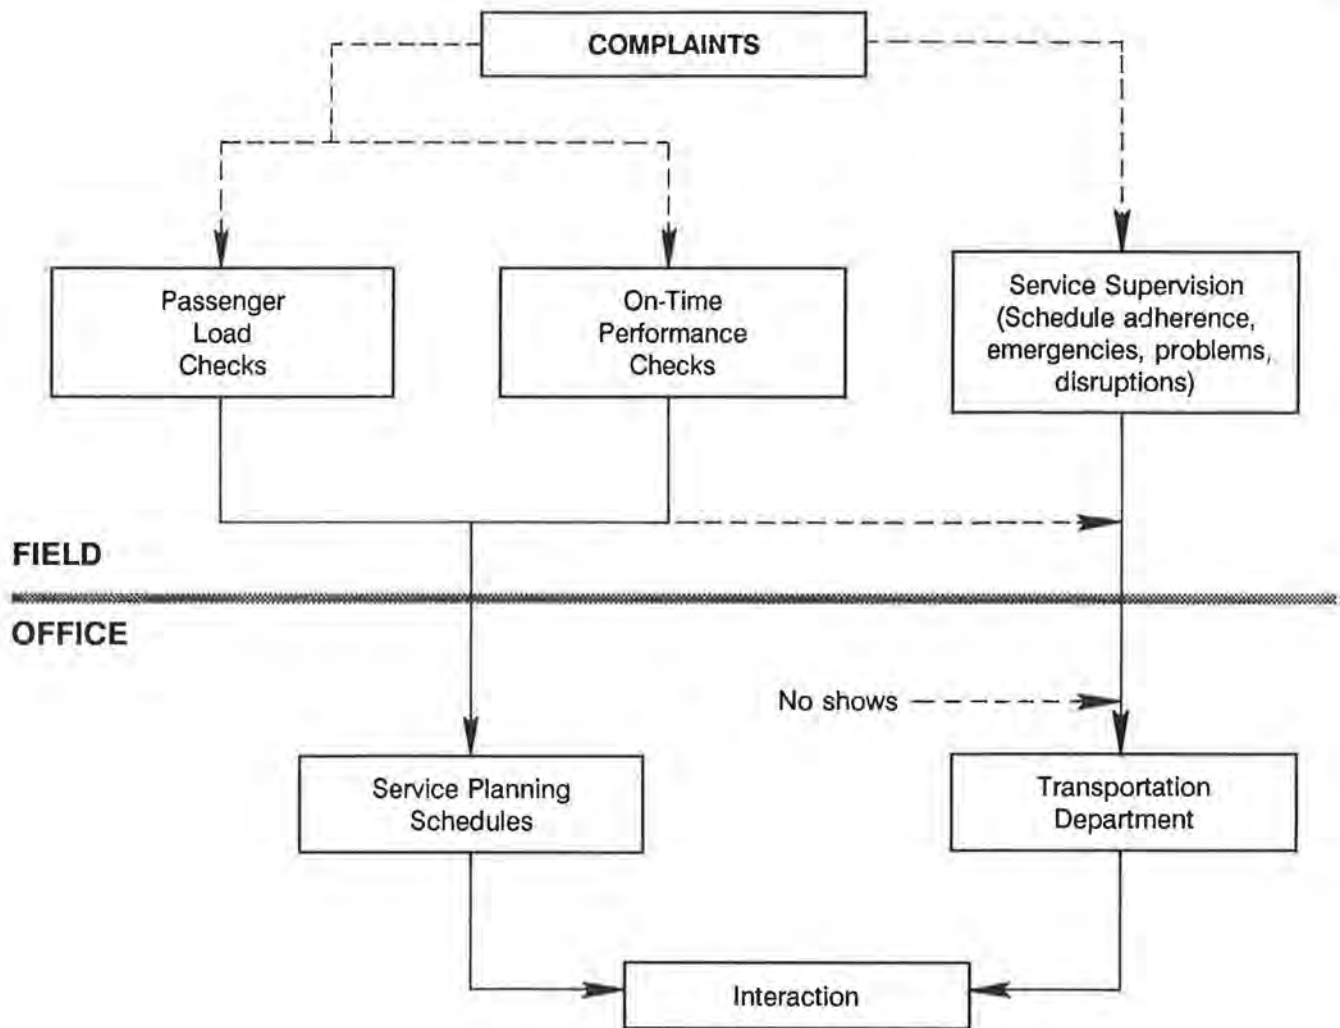 COMPLAINTS
Passenger
Load
Checks
On-Time
Performance
Checks
Service Supervision
(Schedule adherence,
emergencies, problems,
disruptions)
FIELD
OFFICE
No shows
Service Planning
Schedules
Transportation
Department
Interaction